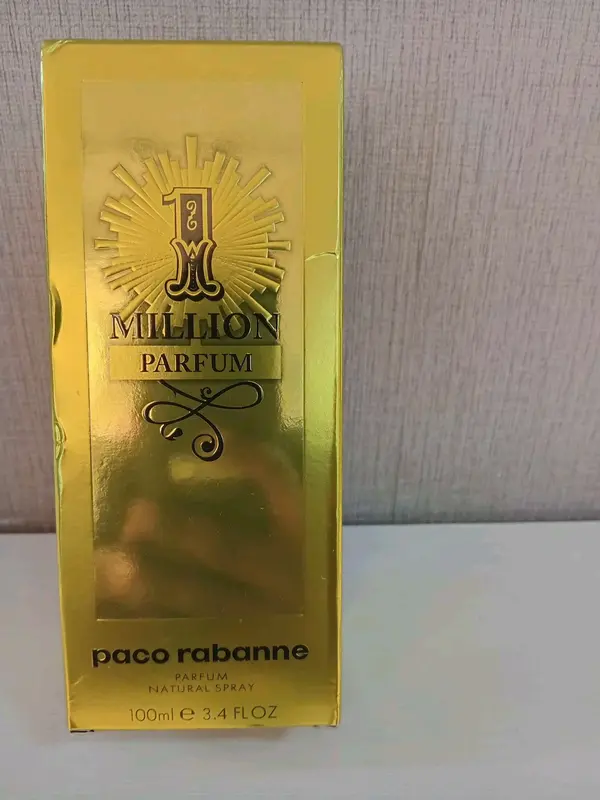 1
MILLION
PARFUM
paco rabanne
PARFUM
NATURAL SPRAY
100ml ℮ 3.4 FL OZ